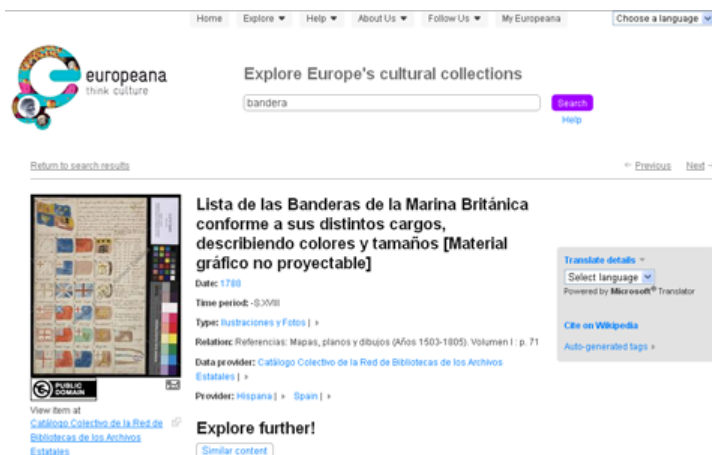 Home Explore Help About Us Follow Us My Europeana Choose a language
europeana
think culture
Explore Europe's cultural collections
bandera Search
Help
Return to search results ← Previous Next →
Lista de las Banderas de la Marina Británica
conforme a sus distintos cargos,
describiendo colores y tamaños [Material
gráfico no proyectable]
Date: 1788
Time period: -S.XVIII
Type: Ilustraciones y Fotos | »
Relation: Referencias: Mapas, planos y dibujos (Años 1503-1805). Volumen I : p. 71
Data provider: Catálogo Colectivo de la Red de Bibliotecas de los Archivos
Estatales | »
Provider: Hispana | » Spain | »
Translate details
Select language
Powered by Microsoft® Translator
Cite on Wikipedia
Auto-generated tags »
PUBLIC
DOMAIN
View item at
Catálogo Colectivo de la Red de
Bibliotecas de los Archivos
Estatales
Explore further!
Similar content